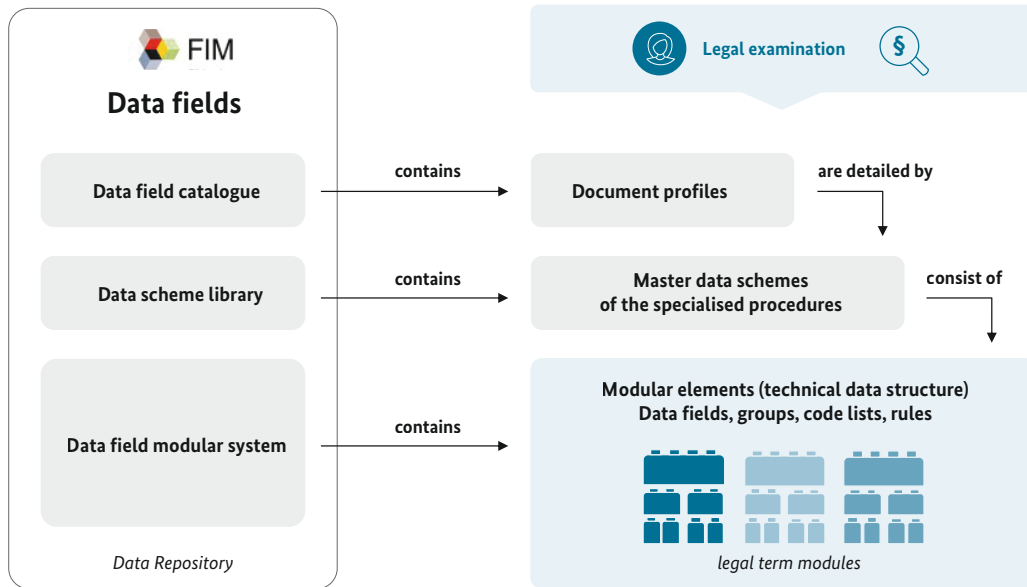 FIM
Data fields
Legal examination
§
Data field catalogue
contains
Document profiles
are detailed by
Data scheme library
contains
Master data schemes
of the specialised procedures
consist of
Data field modular system
contains
Modular elements (technical data structure)
Data fields, groups, code lists, rules
Data Repository
legal term modules